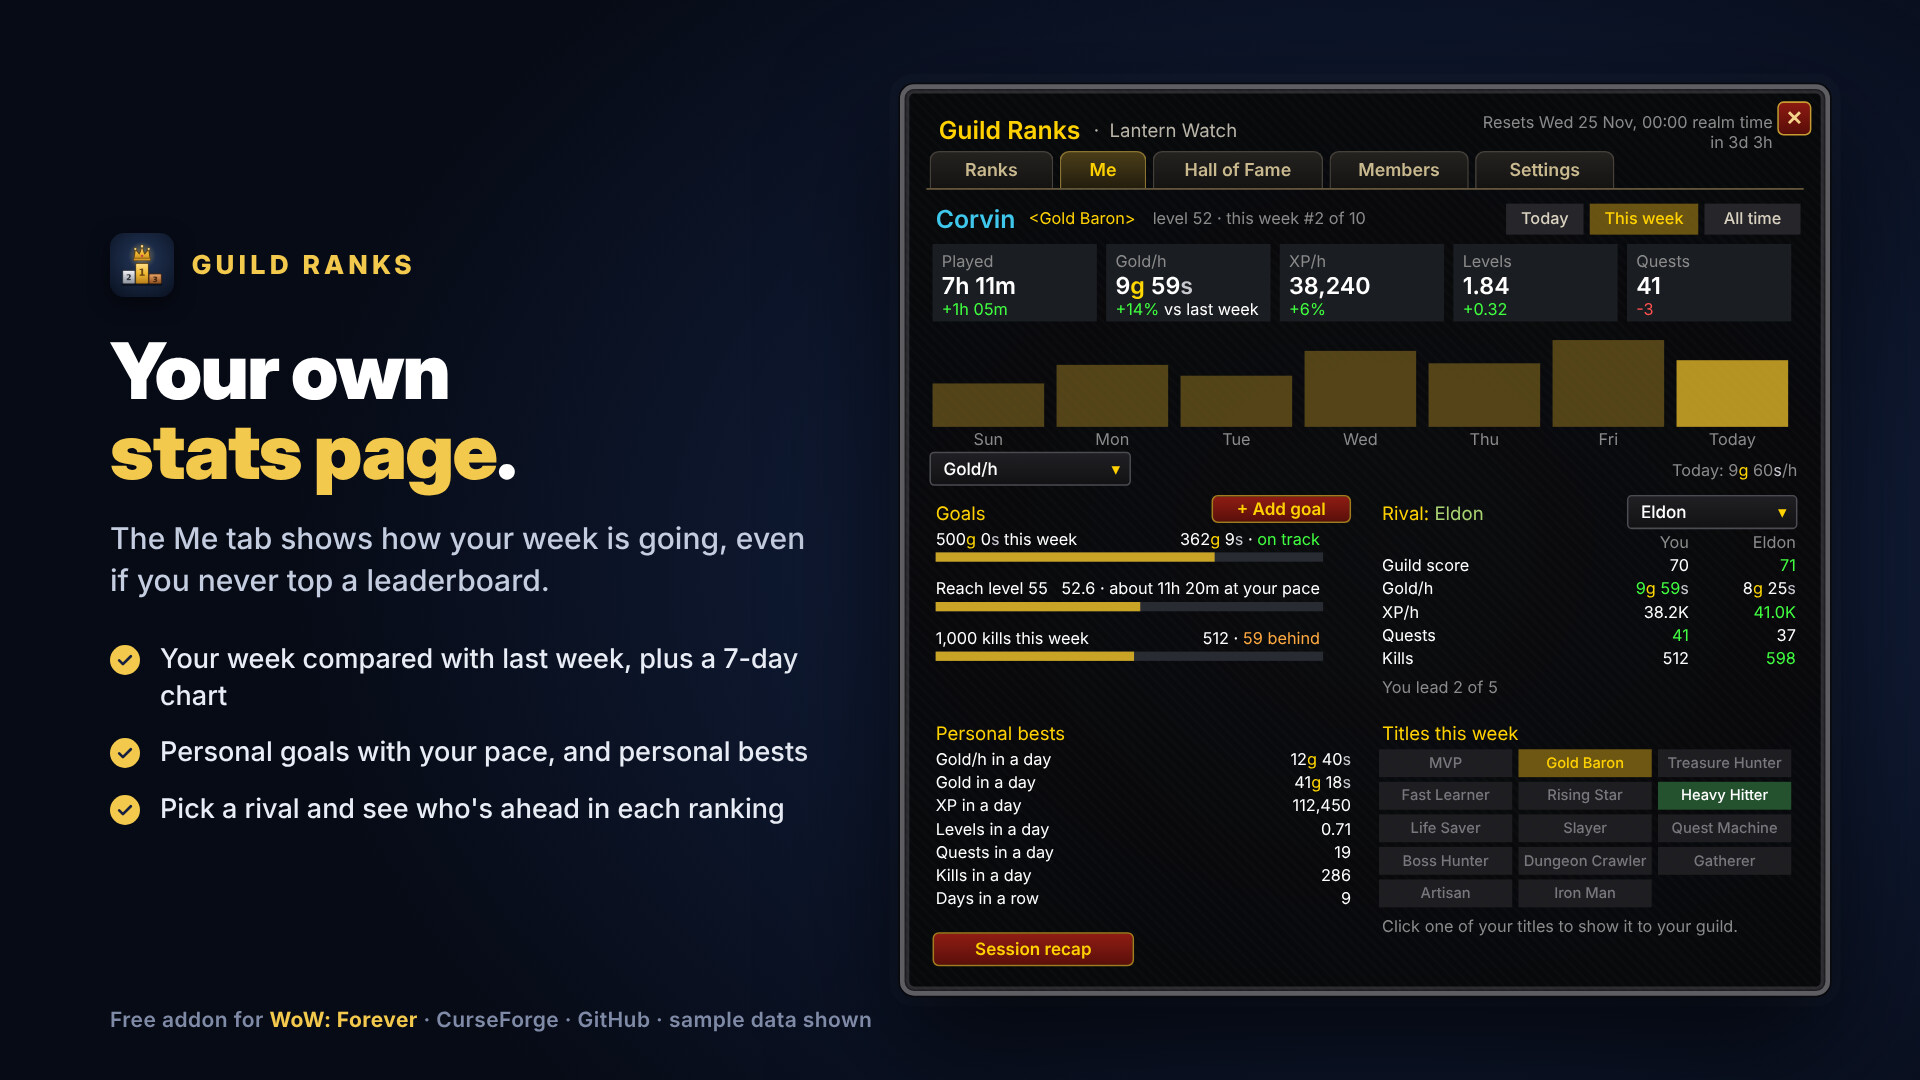 GUILD RANKS
Your own
stats page.
The Me tab shows how your week is going, even
if you never top a leaderboard.
Your week compared with last week, plus a 7-day
chart
Personal goals with your pace, and personal bests
Pick a rival and see who's ahead in each ranking
Free addon for WoW: Forever · CurseForge · GitHub · sample data shown
Guild Ranks · Lantern Watch
Resets Wed 25 Nov, 00:00 realm time
in 3d 3h
Ranks Me Hall of Fame Members Settings
Corvin <Gold Baron> level 52 · this week #2 of 10
Today This week All time
Played Gold/h XP/h Levels Quests
7h 11m 9g 59s 38,240 1.84 41
+1h 05m +14% vs last week +6% +0.32 -3
Sun Mon Tue Wed Thu Fri Today
Gold/h
Today: 9g 60s/h
Goals
+ Add goal
500g 0s this week 362g 9s · on track
Reach level 55 52.6 · about 11h 20m at your pace
1,000 kills this week 512 · 59 behind
Rival: Eldon
Eldon
You Eldon
Guild score 70 71
Gold/h 9g 59s 8g 25s
XP/h 38.2K 41.0K
Quests 41 37
Kills 512 598
You lead 2 of 5
Personal bests
Gold/h in a day 12g 40s
Gold in a day 41g 18s
XP in a day 112,450
Levels in a day 0.71
Quests in a day 19
Kills in a day 286
Days in a row 9
Session recap
Titles this week
MVP Gold Baron Treasure Hunter
Fast Learner Rising Star Heavy Hitter
Life Saver Slayer Quest Machine
Boss Hunter Dungeon Crawler Gatherer
Artisan Iron Man
Click one of your titles to show it to your guild.